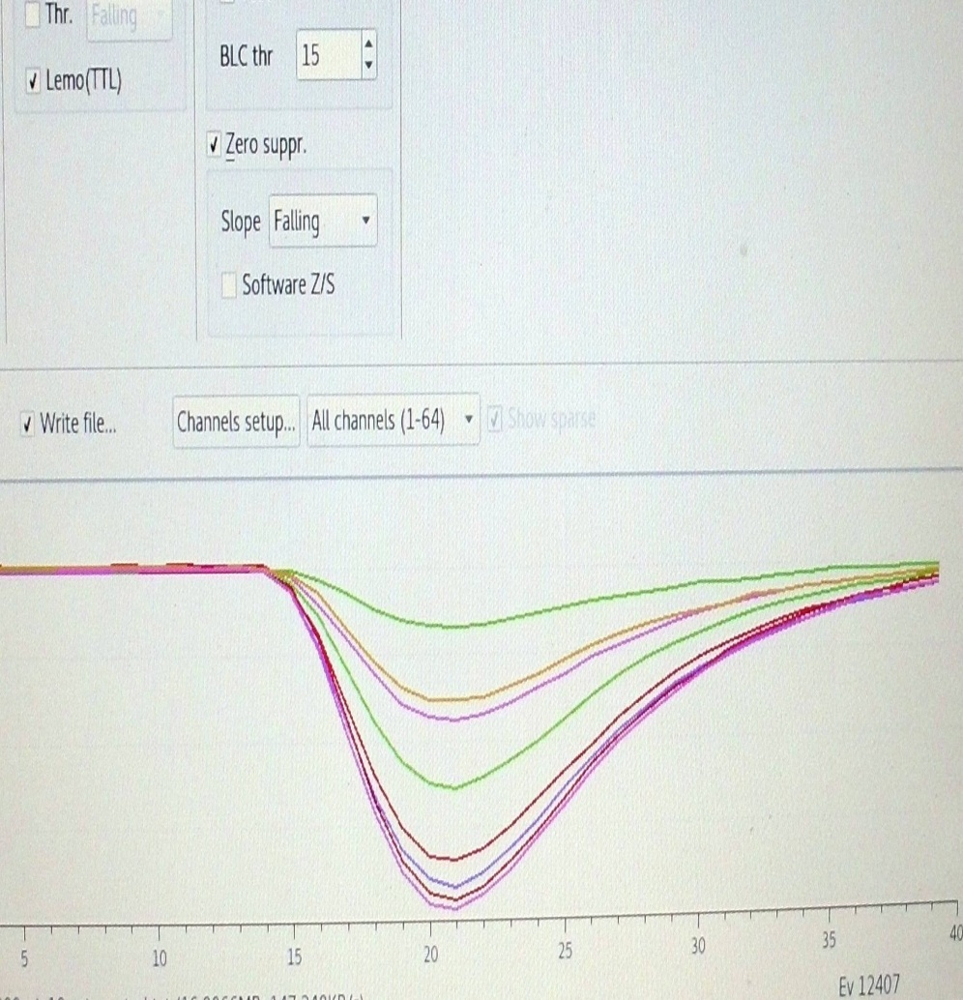 Thr. Falling
BLC thr 15
✓ Lemo(TTL)
✓ Zero suppr.
Slope Falling
Software Z/S
✓ Write file... Channels setup... All channels (1-64) ✓ Show sparse
5 10 15 20 25 30 35 40
Ev 12407